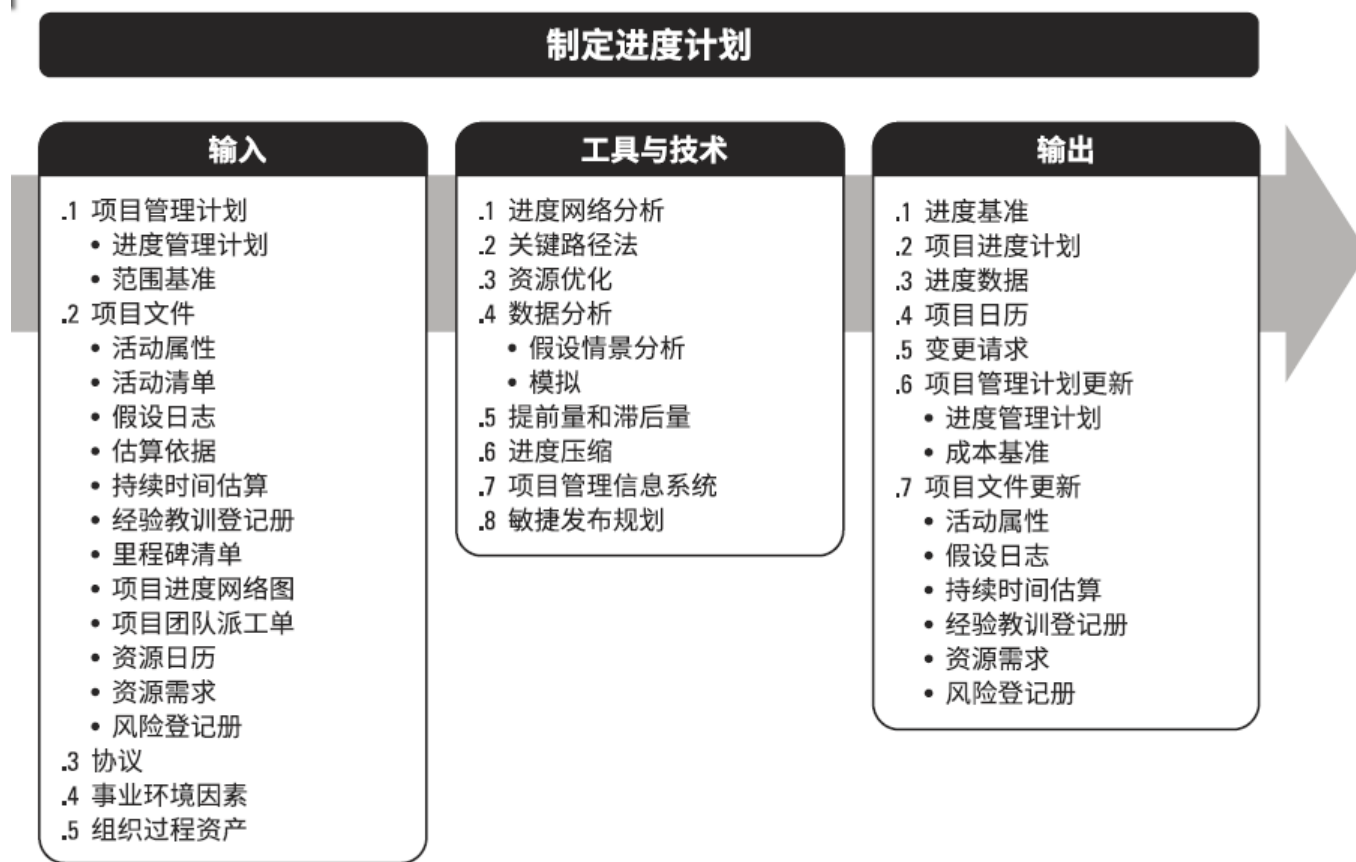 制定进度计划
输入
.1 项目管理计划
• 进度管理计划
• 范围基准
.2 项目文件
• 活动属性
• 活动清单
• 假设日志
• 估算依据
• 持续时间估算
• 经验教训登记册
• 里程碑清单
• 项目进度网络图
• 项目团队派工单
• 资源日历
• 资源需求
• 风险登记册
.3 协议
.4 事业环境因素
.5 组织过程资产
工具与技术
.1 进度网络分析
.2 关键路径法
.3 资源优化
.4 数据分析
• 假设情景分析
• 模拟
.5 提前量和滞后量
.6 进度压缩
.7 项目管理信息系统
.8 敏捷发布规划
输出
.1 进度基准
.2 项目进度计划
.3 进度数据
.4 项目日历
.5 变更请求
.6 项目管理计划更新
• 进度管理计划
• 成本基准
.7 项目文件更新
• 活动属性
• 假设日志
• 持续时间估算
• 经验教训登记册
• 资源需求
• 风险登记册